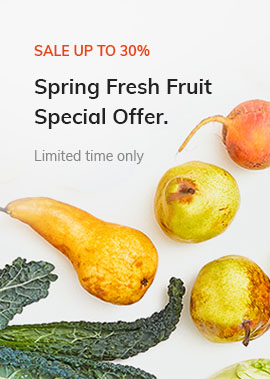 SALE UP TO 30%
Spring Fresh Fruit
Special Offer.
Limited time only